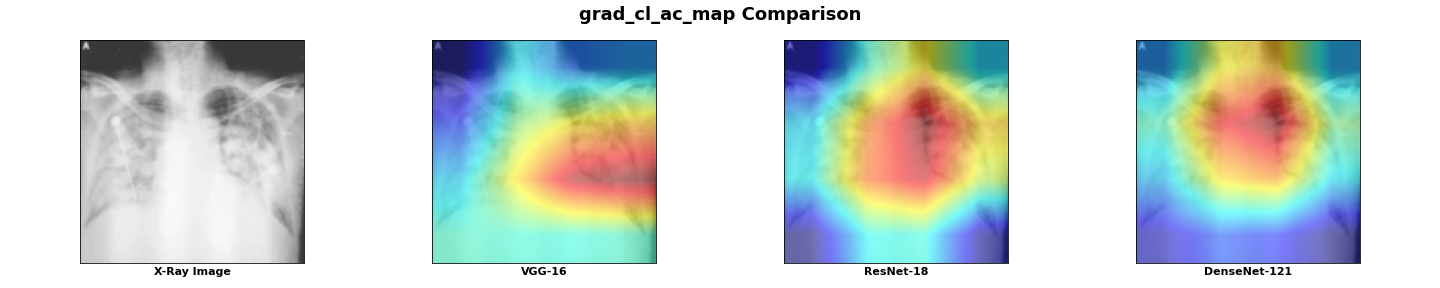 grad_cl_ac_map Comparison
A
A
A
A
X-Ray Image
VGG-16
ResNet-18
DenseNet-121